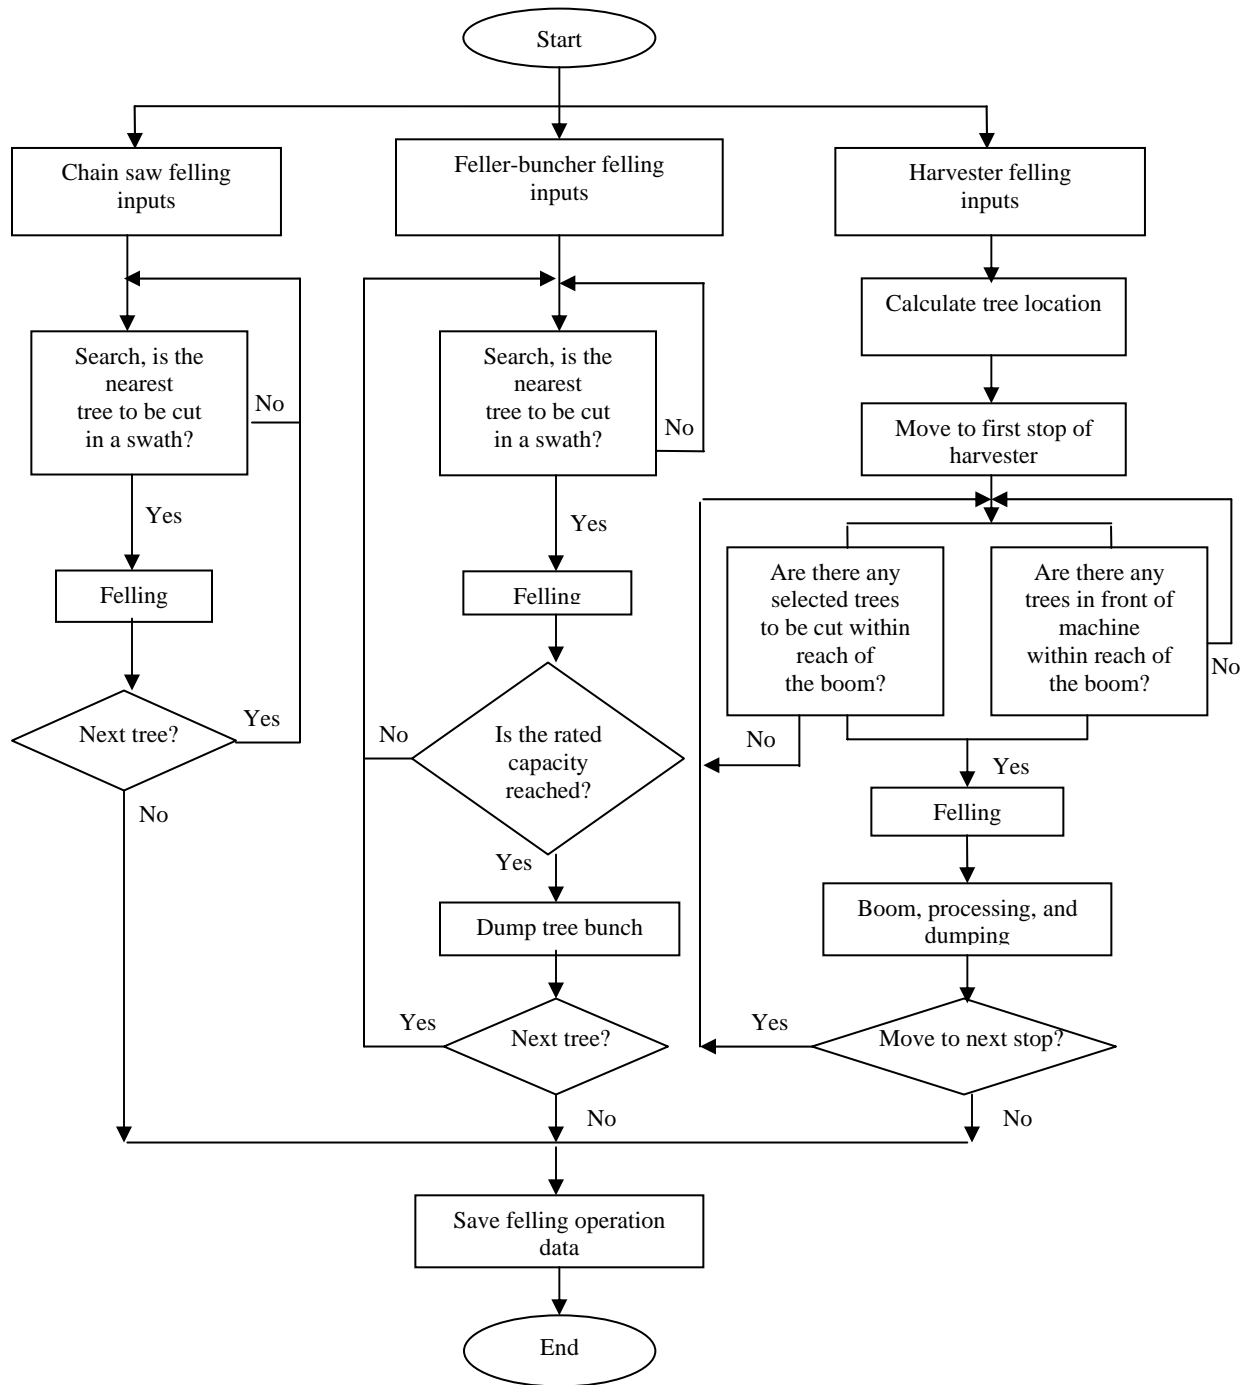 Start
Chain saw felling
inputs
Feller-buncher felling
inputs
Harvester felling
inputs
Calculate tree location
Search, is the
nearest
tree to be cut
in a swath?
No
Search, is the
nearest
tree to be cut
in a swath?
No
Move to first stop of
harvester
Yes
Yes
Are there any
selected trees
to be cut within
reach of
the boom?
Are there any
trees in front of
machine
within reach of
the boom?
No
Felling
Felling
Next tree?
Yes
No
Is the rated
capacity
reached?
No
Yes
No
Felling
Yes
Dump tree bunch
Boom, processing, and
dumping
Yes
Next tree?
Yes
Move to next stop?
No
No
Save felling operation
data
End